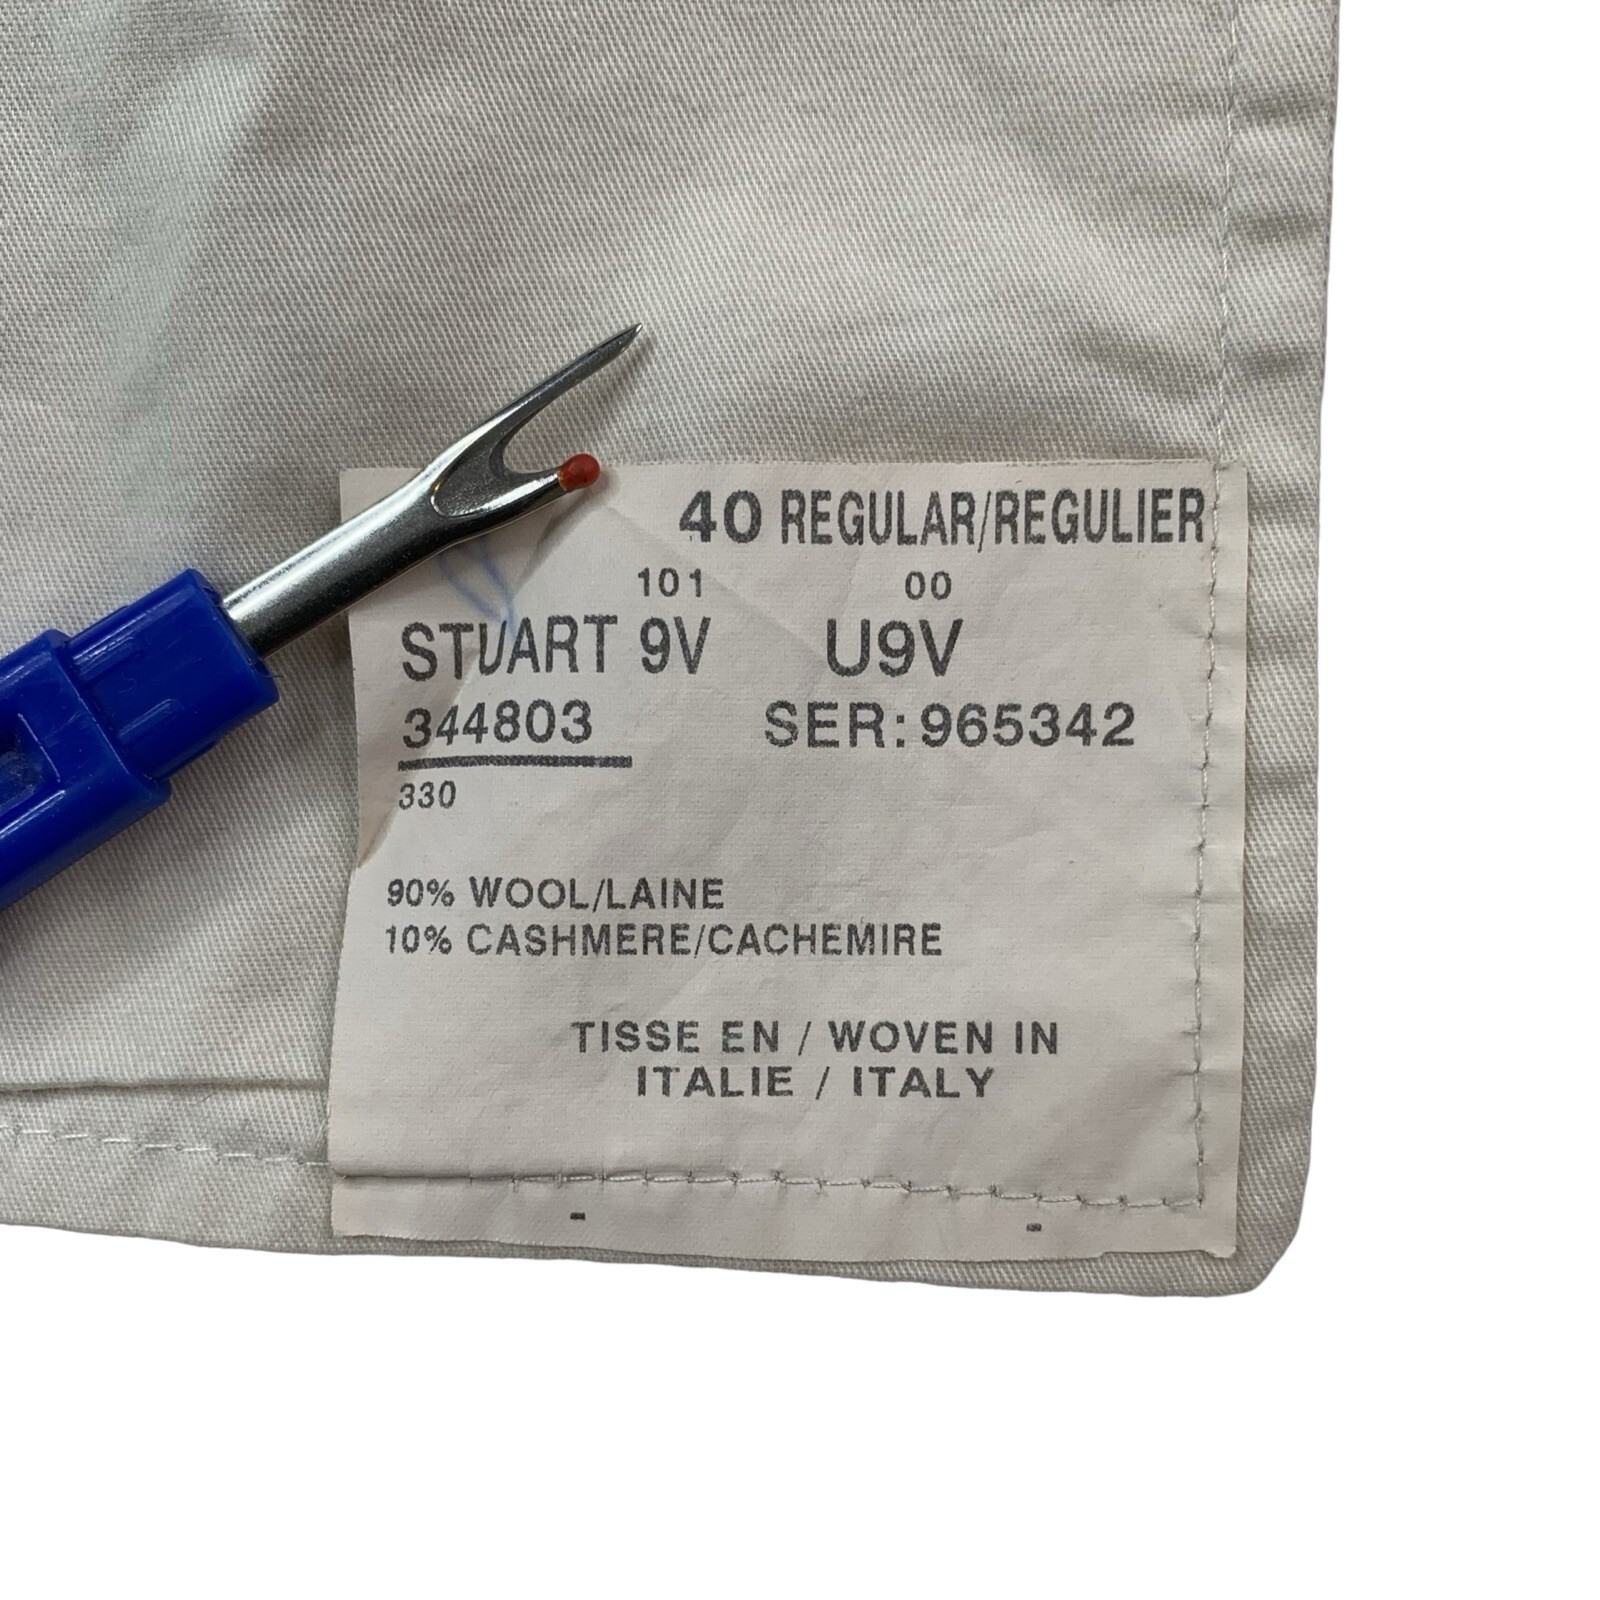 40 REGULAR/REGULIER
101 00
STUART 9V U9V
344803 SER: 965342
330
90% WOOL/LAINE
10% CASHMERE/CACHEMIRE
TISSE EN / WOVEN IN
ITALIE / ITALY
- -